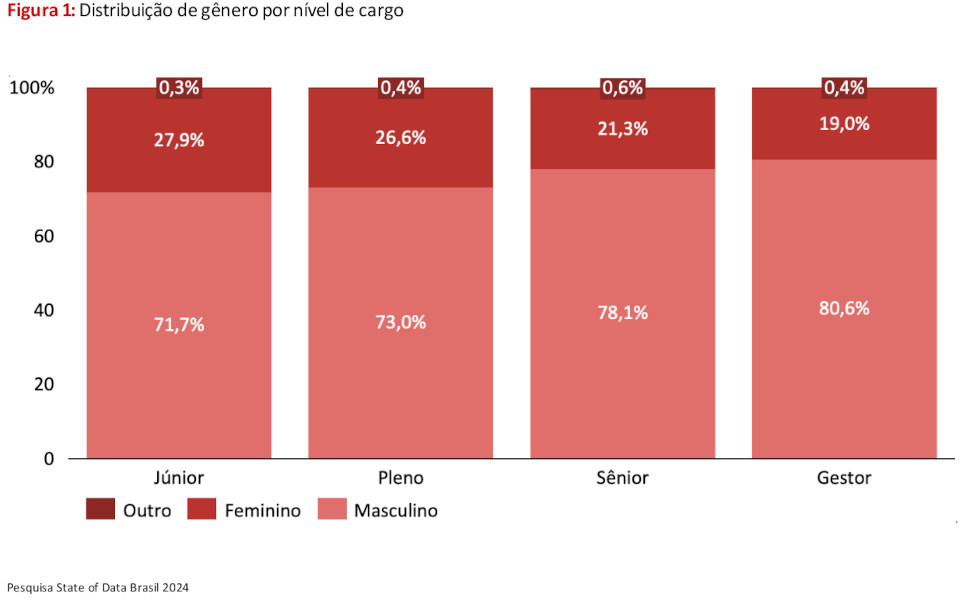 Figura 1: Distribuição de gênero por nível de cargo
100%
0,3%
0,4%
0,6%
0,4%
27,9%
26,6%
21,3%
19,0%
80
60
40
71,7%
73,0%
78,1%
80,6%
20
0
Júnior
Pleno
Sênior
Gestor
Outro
Feminino
Masculino
Pesquisa State of Data Brasil 2024